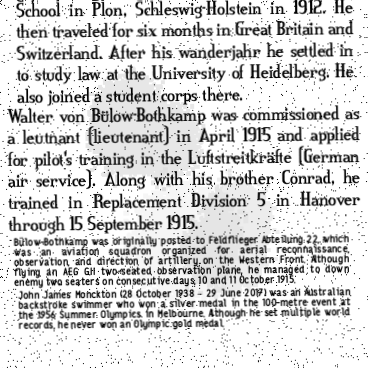 School in Plön, Schleswig-Holstein in 1912. He
then traveled for six months in Great Britain and
Switzerland. After his wanderjahr he settled in
to study law at the University of Heidelberg. He
also joined a student corps there.
Walter von Bülow-Bothkamp was commissioned as
a leutnant (lieutenant) in April 1915 and applied
for pilot's training in the Luftstreitkräfte (German
air service). Along with his brother Conrad, he
trained in Replacement Division 5 in Hanover
through 15 September 1915.
Bülow-Bothkamp was originally posted to Feldflieger Abteilung 22, which
was an aviation squadron organized for aerial reconnaissance,
observation and direction of artillery on the Western Front. Although
flying an AEG G.II two-seated observation plane, he managed to down
enemy two seaters on consecutive days, 10 and 11 October 1915.
John James Monckton (28 October 1938 – 29 June 2017) was an Australian
backstroke swimmer who won a silver medal in the 100-metre event at
the 1956 Summer Olympics in Melbourne. Although he set multiple world
records, he never won an Olympic gold medal.